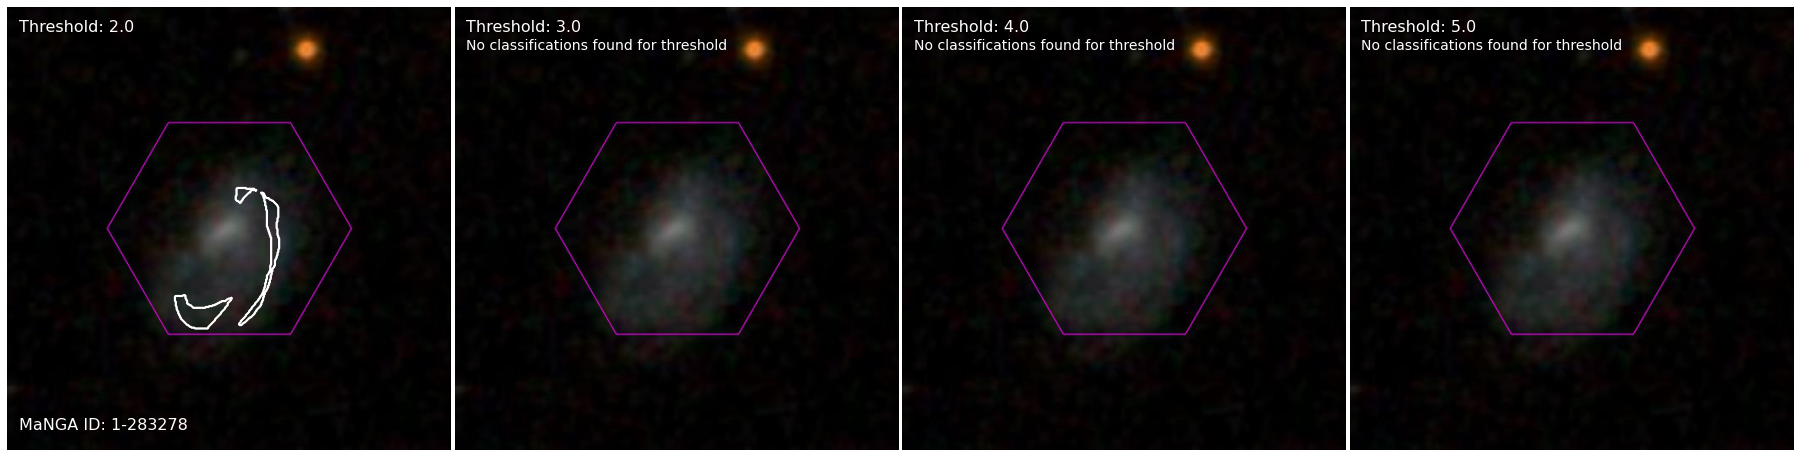 Threshold: 2.0
MaNGA ID: 1-283278
Threshold: 3.0
No classifications found for threshold
Threshold: 4.0
No classifications found for threshold
Threshold: 5.0
No classifications found for threshold